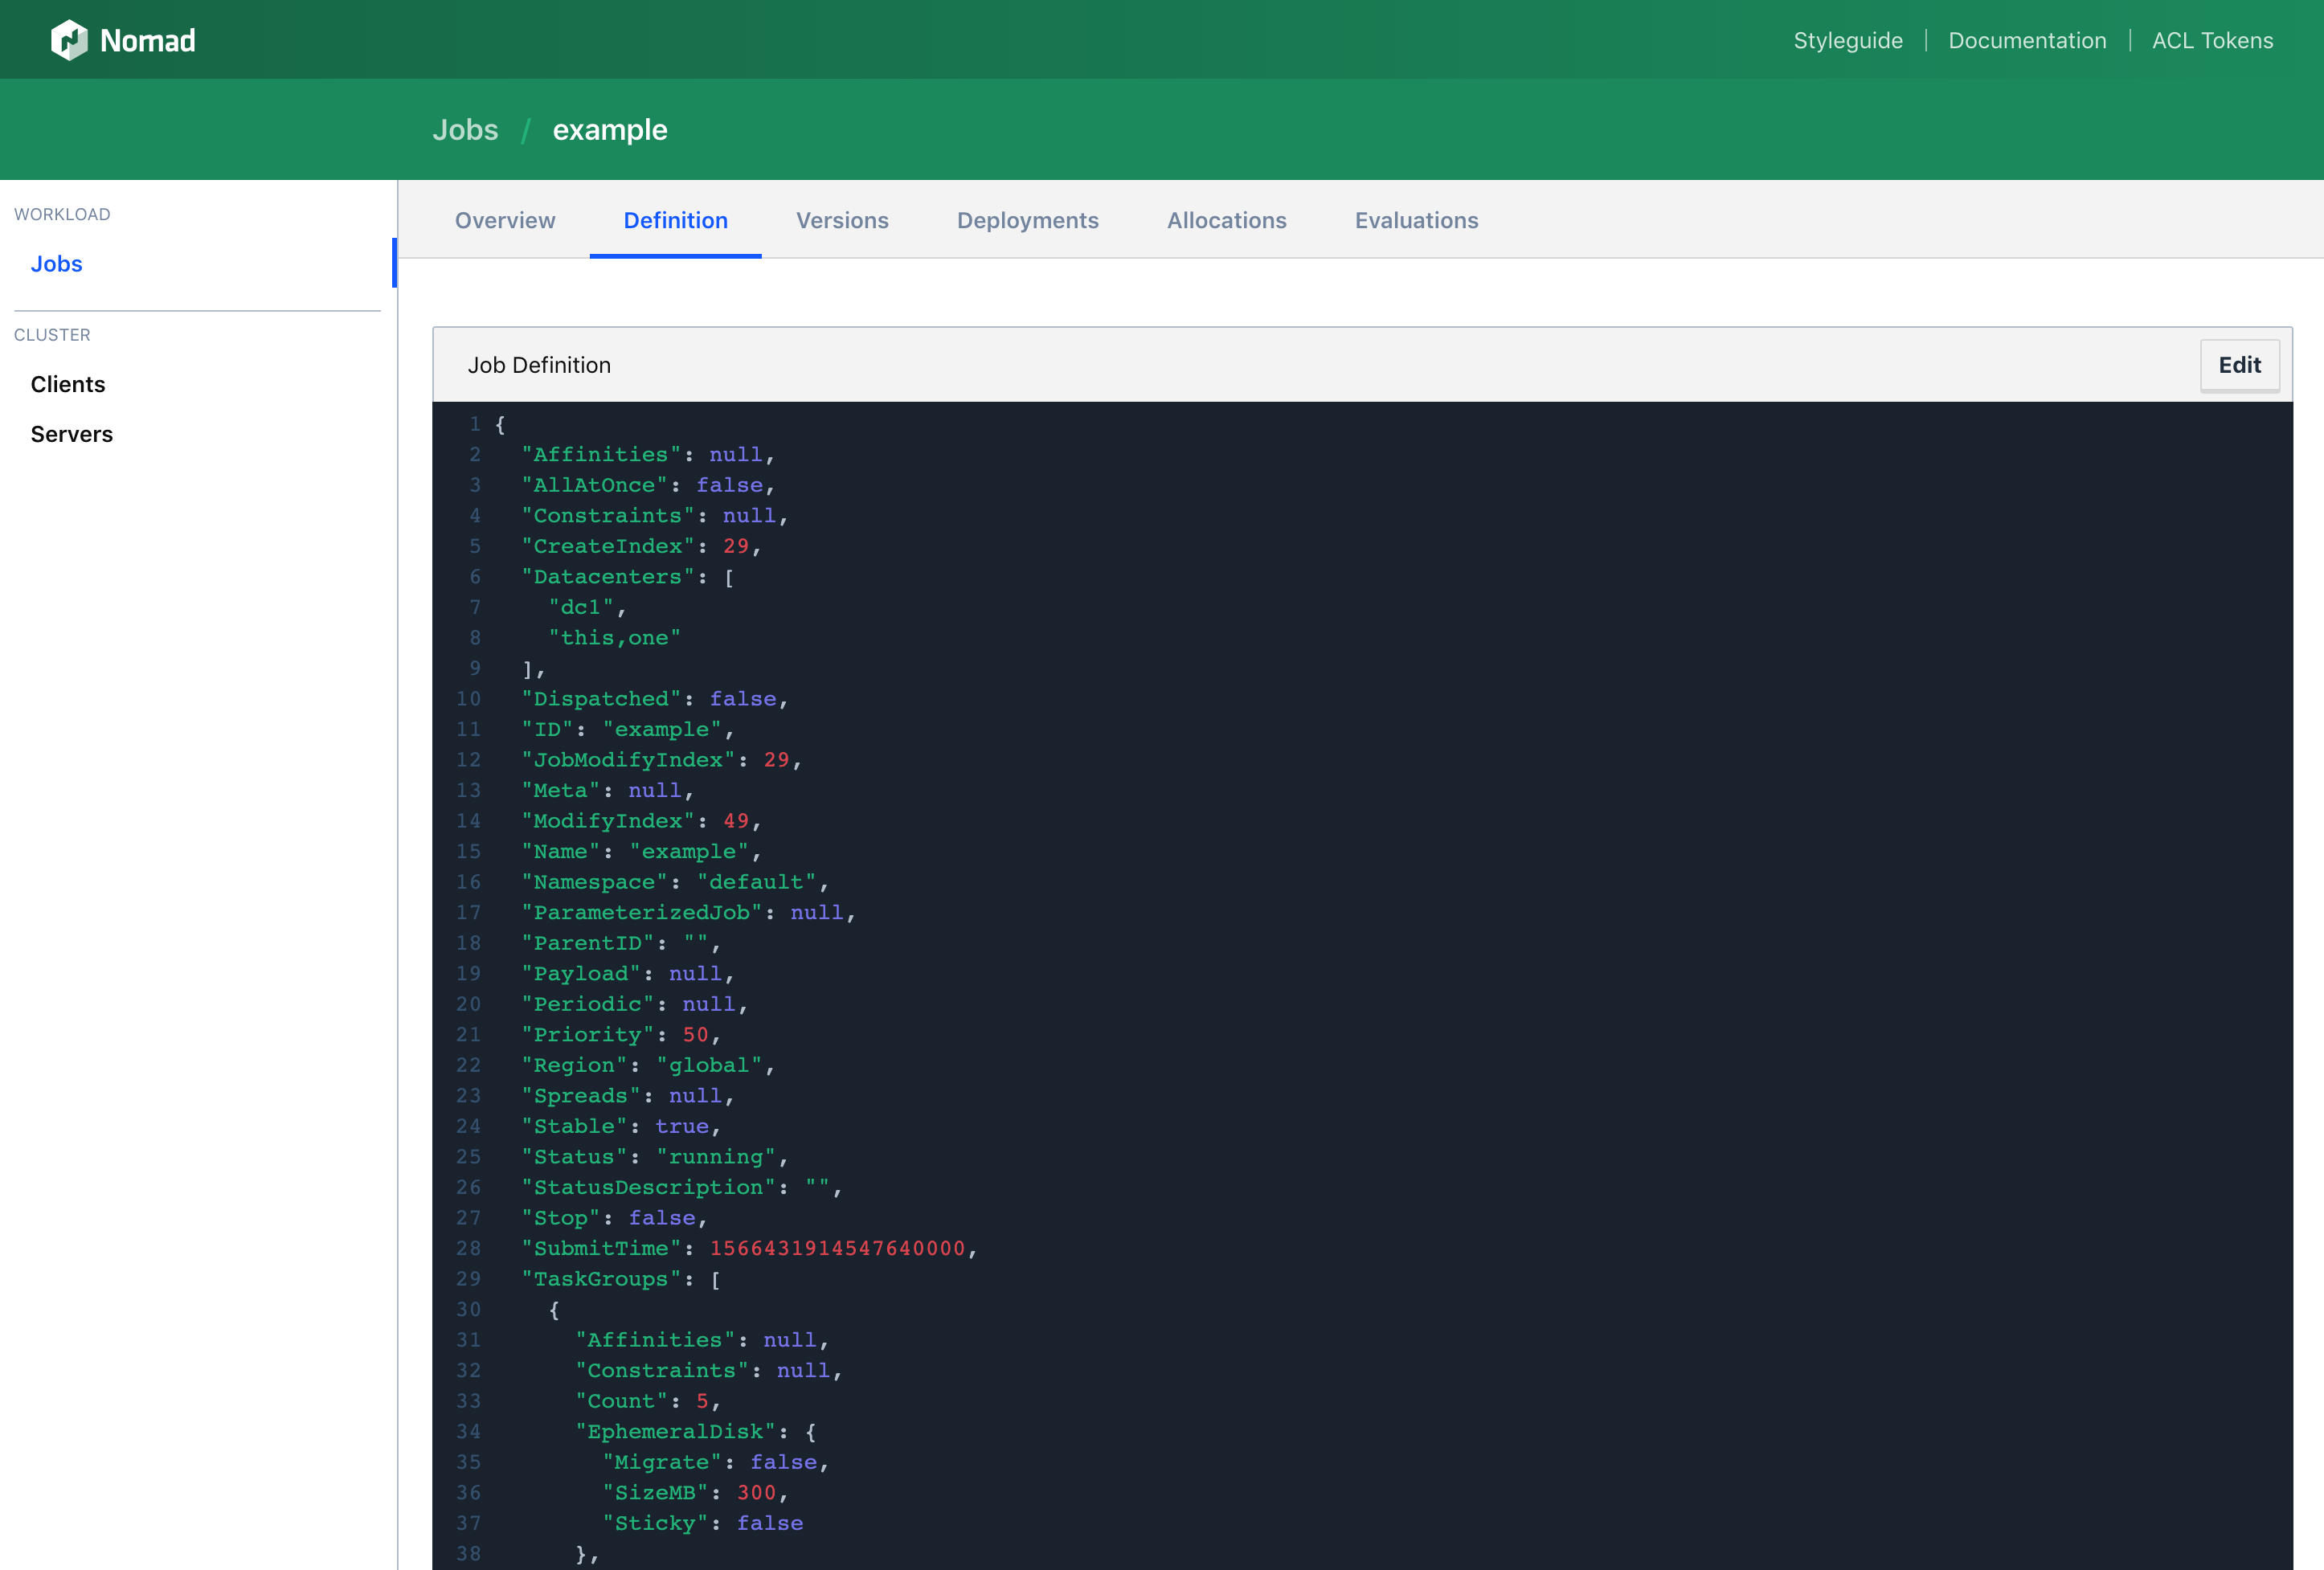 Nomad
Styleguide | Documentation | ACL Tokens
Jobs / example
WORKLOAD
Jobs
CLUSTER
Clients
Servers
Overview Definition Versions Deployments Allocations Evaluations
Job Definition
Edit
1 {
2   "Affinities": null,
3   "AllAtOnce": false,
4   "Constraints": null,
5   "CreateIndex": 29,
6   "Datacenters": [
7     "dc1",
8     "this,one"
9   ],
10   "Dispatched": false,
11   "ID": "example",
12   "JobModifyIndex": 29,
13   "Meta": null,
14   "ModifyIndex": 49,
15   "Name": "example",
16   "Namespace": "default",
17   "ParameterizedJob": null,
18   "ParentID": "",
19   "Payload": null,
20   "Periodic": null,
21   "Priority": 50,
22   "Region": "global",
23   "Spreads": null,
24   "Stable": true,
25   "Status": "running",
26   "StatusDescription": "",
27   "Stop": false,
28   "SubmitTime": 1566431914547640000,
29   "TaskGroups": [
30     {
31       "Affinities": null,
32       "Constraints": null,
33       "Count": 5,
34       "EphemeralDisk": {
35         "Migrate": false,
36         "SizeMB": 300,
37         "Sticky": false
38       },